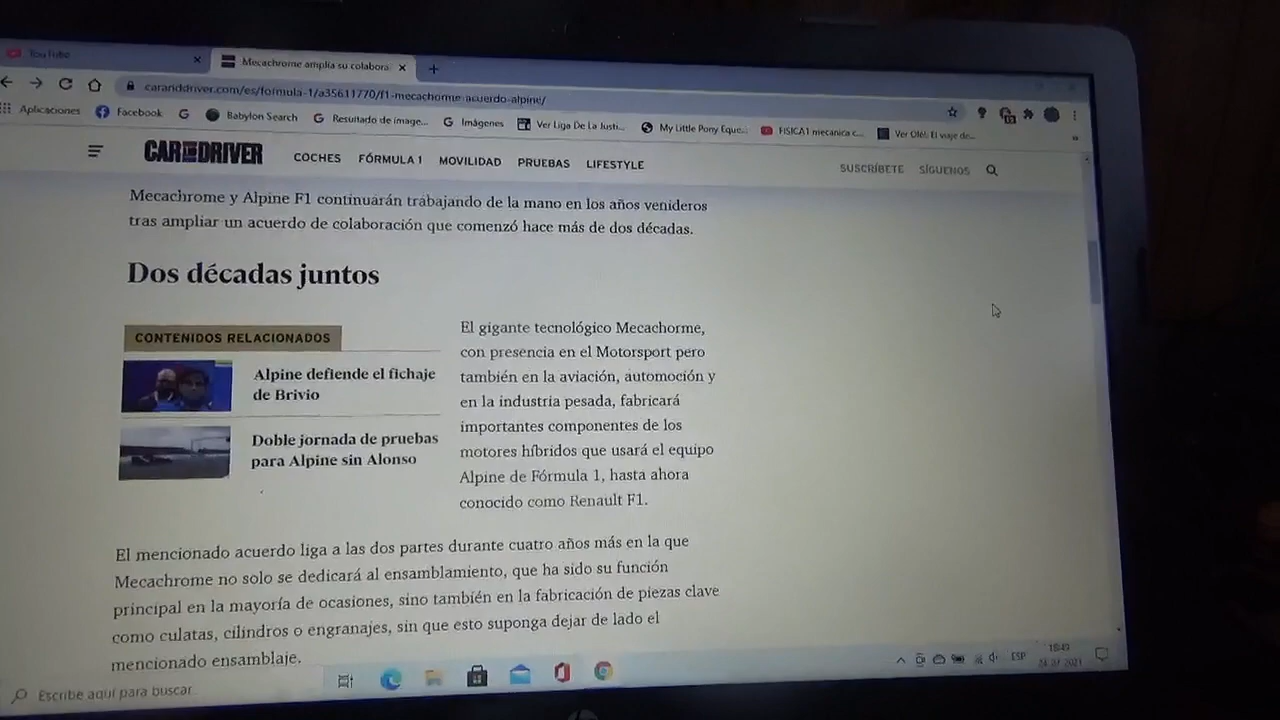 YouTube
Mecachrome amplía su colabora
caranddriver.com/es/formula-1/a35611770/f1-mecachorme-acuerdo-alpine/
Aplicaciones
Facebook
Babylon Search
Resultado de image...
Imágenes
Ver Liga De La Justi...
My Little Pony Eque...
FISICA1 mecanica c...
Ver Olé!. El viaje de...
CAR AND DRIVER
COCHES
FÓRMULA 1
MOVILIDAD
PRUEBAS
LIFESTYLE
SUSCRÍBETE
SÍGUENOS
Mecachrome y Alpine F1 continuarán trabajando de la mano en los años venideros
tras ampliar un acuerdo de colaboración que comenzó hace más de dos décadas.
Dos décadas juntos
CONTENIDOS RELACIONADOS
Alpine defiende el fichaje
de Brivio
Doble jornada de pruebas
para Alpine sin Alonso
El gigante tecnológico Mecachorme,
con presencia en el Motorsport pero
también en la aviación, automoción y
en la industria pesada, fabricará
importantes componentes de los
motores híbridos que usará el equipo
Alpine de Fórmula 1, hasta ahora
conocido como Renault F1.
El mencionado acuerdo liga a las dos partes durante cuatro años más en la que
Mecachrome no solo se dedicará al ensamblamiento, que ha sido su función
principal en la mayoría de ocasiones, sino también en la fabricación de piezas clave
como culatas, cilindros o engranajes, sin que esto suponga dejar de lado el
mencionado ensamblaje.
Escribe aquí para buscar.
ESP